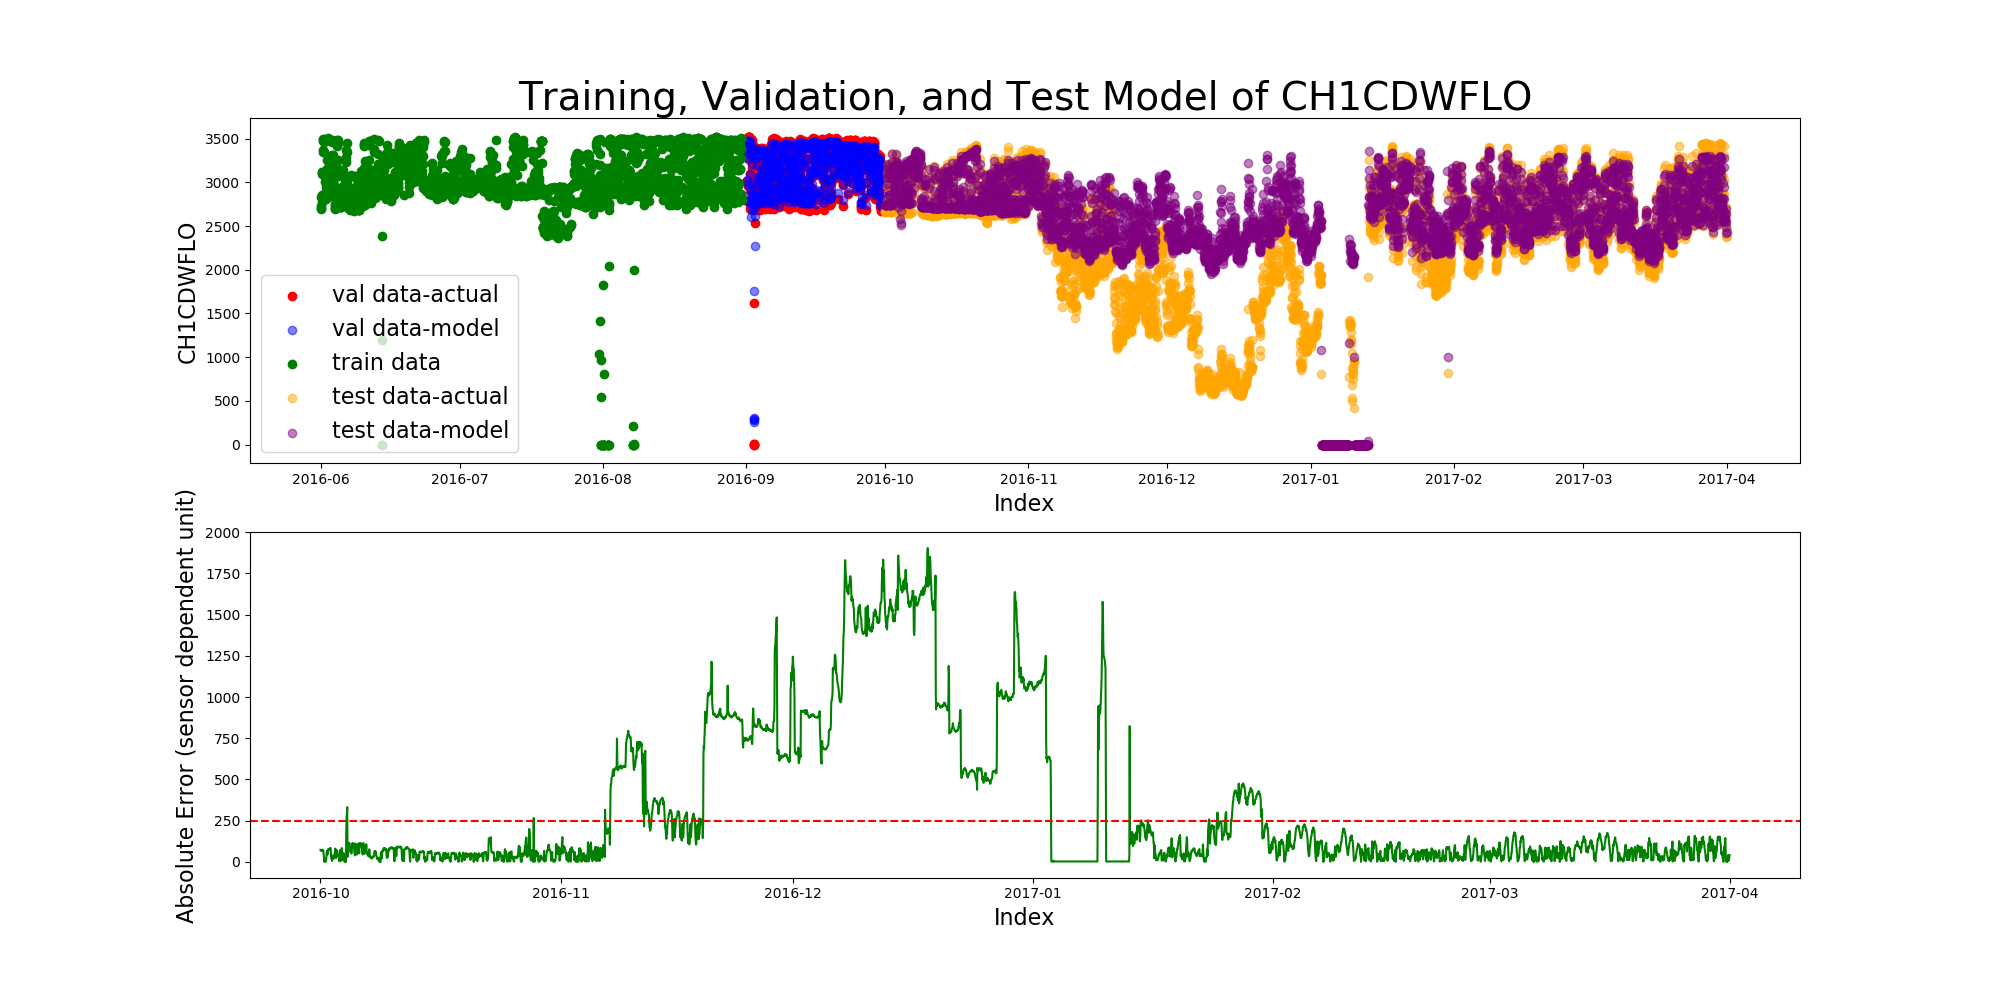 Training, Validation, and Test Model of CH1CDWFLO
CH1CDWFLO
3500
3000
2500
2000
1500
1000
500
0
val data-actual
val data-model
train data
test data-actual
test data-model
2016-06 2016-07 2016-08 2016-09 2016-10 2016-11 2016-12 2017-01 2017-02 2017-03 2017-04
Index
Absolute Error (sensor dependent unit)
2000
1750
1500
1250
1000
750
500
250
0
2016-10 2016-11 2016-12 2017-01 2017-02 2017-03 2017-04
Index